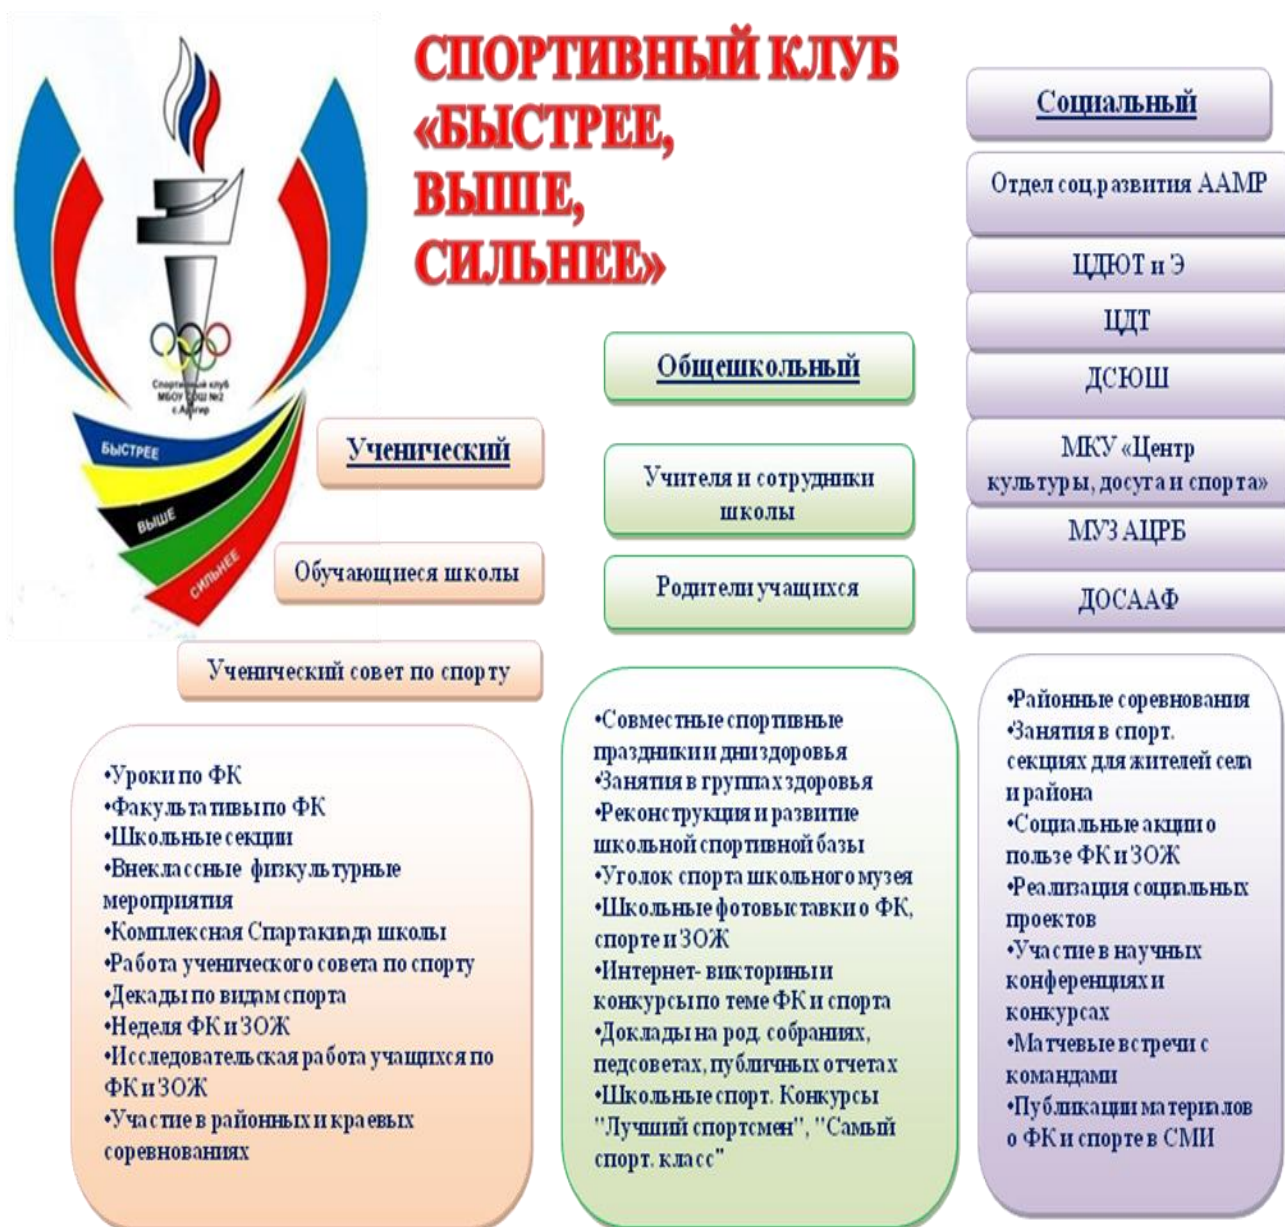 СПОРТИВНЫЙ КЛУБ
«БЫСТРЕЕ,
ВЫШЕ,
СИЛЬНЕЕ»
Спортивный клуб
МБОУ СОШ №2
с.Арзгир
БЫСТРЕЕ
ВЫШЕ
СИЛЬНЕЕ
Ученический
Обучающиеся школы
Ученический совет по спорту
•Уроки по ФК
•Факультативы по ФК
•Школьные секции
•Внеклассные физкультурные
мероприятия
•Комплексная Спартакиада школы
•Работа ученического совета по спорту
•Декады по видам спорта
•Неделя ФК и ЗОЖ
•Исследовательская работа учащихся по
ФК и ЗОЖ
•Участие в районных и краевых
соревнованиях
Общешкольный
Учителя и сотрудники
школы
Родители учащихся
•Совместные спортивные
праздники и дни здоровья
•Занятия в группах здоровья
•Реконструкция и развитие
школьной спортивной базы
•Уголок спорта школьного музея
•Школьные фотовыставки о ФК,
спорте и ЗОЖ
•Интернет- викторины и
конкурсы по теме ФК и спорта
•Доклады на род. собраниях,
педсоветах, публичных отчетах
•Школьные спорт. Конкурсы
"Лучший спортсмен", "Самый
спорт. класс"
Социальный
Отдел соц.развития ААМР
ЦДЮТ и Э
ЦДТ
ДСЮШ
МКУ «Центр
культуры, досуга и спорта»
МУЗ АЦРБ
ДОСААФ
•Районные соревнования
•Занятия в спорт.
секциях для жителей села
и района
•Социальные акции о
пользе ФК и ЗОЖ
•Реализация социальных
проектов
•Участие в научных
конференциях и
конкурсах
•Матчевые встречи с
командами
•Публикации материалов
о ФК и спорте в СМИ